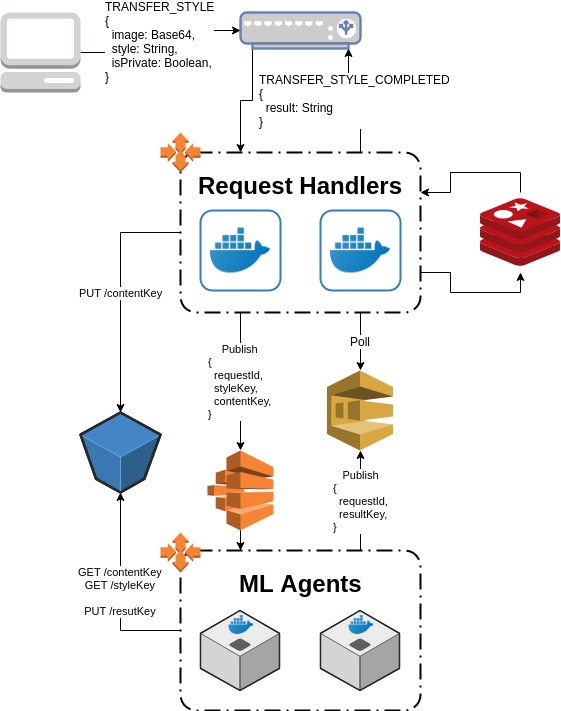 TRANSFER_STYLE
{
image: Base64,
style: String,
isPrivate: Boolean,
}
TRANSFER_STYLE_COMPLETED
{
result: String
}
Request Handlers
PUT /contentKey
Publish
{
requestId,
styleKey,
contentKey,
}
Poll
Publish
{
requestId,
resultKey,
}
GET /contentKey
GET /styleKey
PUT /resutKey
ML Agents